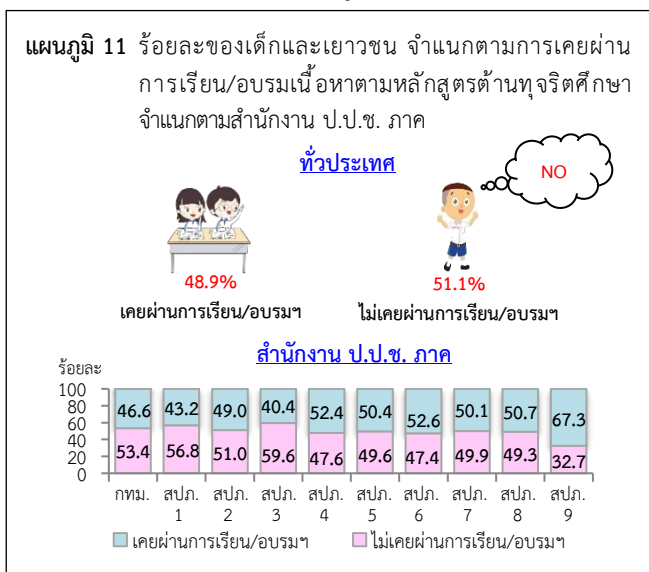 แผนภูมิ 11 ร้อยละของเด็กและเยาวชน จำแนกตามการเคยผ่าน
การเรียน/อบรมเนื้อหาตามหลักสูตรต้านทุจริตศึกษา
จำแนกตามสำนักงาน ป.ป.ช. ภาค
ทั่วประเทศ
NO
48.9% 51.1%
เคยผ่านการเรียน/อบรมฯ ไม่เคยผ่านการเรียน/อบรมฯ
สำนักงาน ป.ป.ช. ภาค
ร้อยละ
100
80
60
40
20
0
46.6 43.2 49.0 40.4 52.4 50.4 52.6 50.1 50.7 67.3
53.4 56.8 51.0 59.6 47.6 49.6 47.4 49.9 49.3 32.7
กทม. สปภ. สปภ. สปภ. สปภ. สปภ. สปภ. สปภ. สปภ. สปภ.
1 2 3 4 5 6 7 8 9
เคยผ่านการเรียน/อบรมฯ ไม่เคยผ่านการเรียน/อบรมฯ